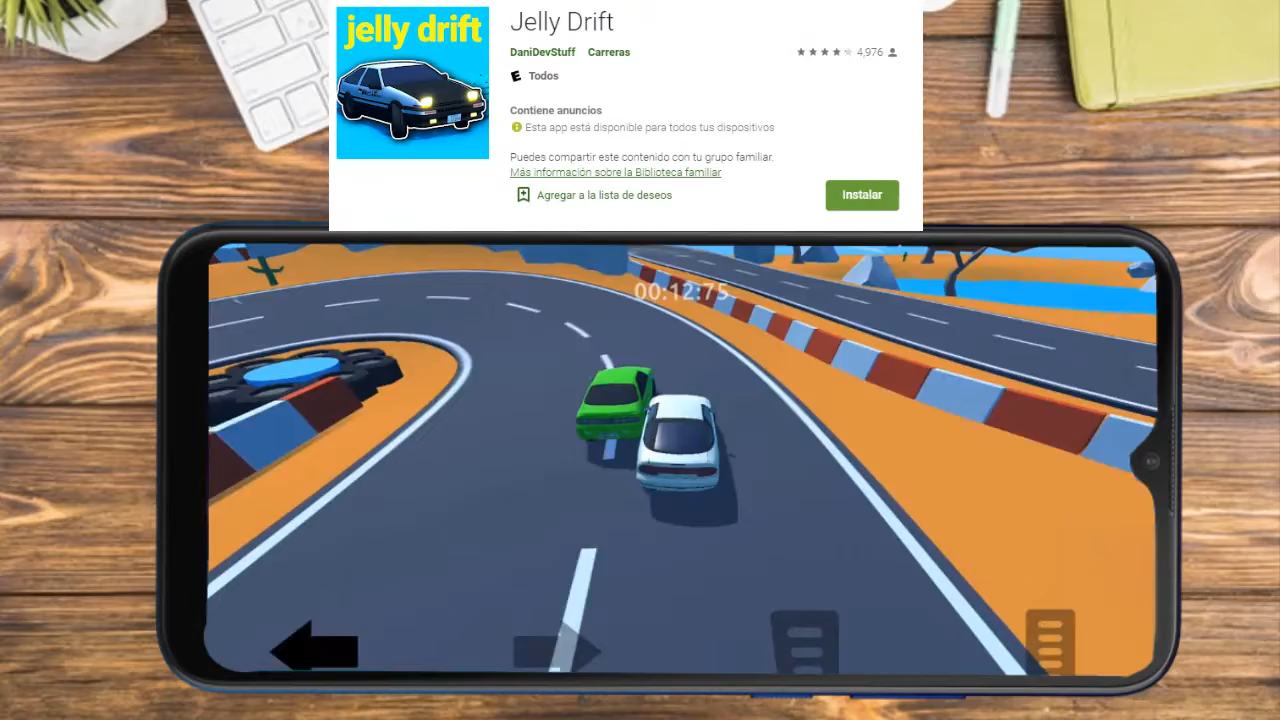 jelly drift
Jelly Drift
DaniDevStuff Carreras
4,976
E Todos
Contiene anuncios
Esta app está disponible para todos tus dispositivos
Puedes compartir este contenido con tu grupo familiar.
Más información sobre la Biblioteca familiar
Agregar a la lista de deseos
Instalar
00:12:75